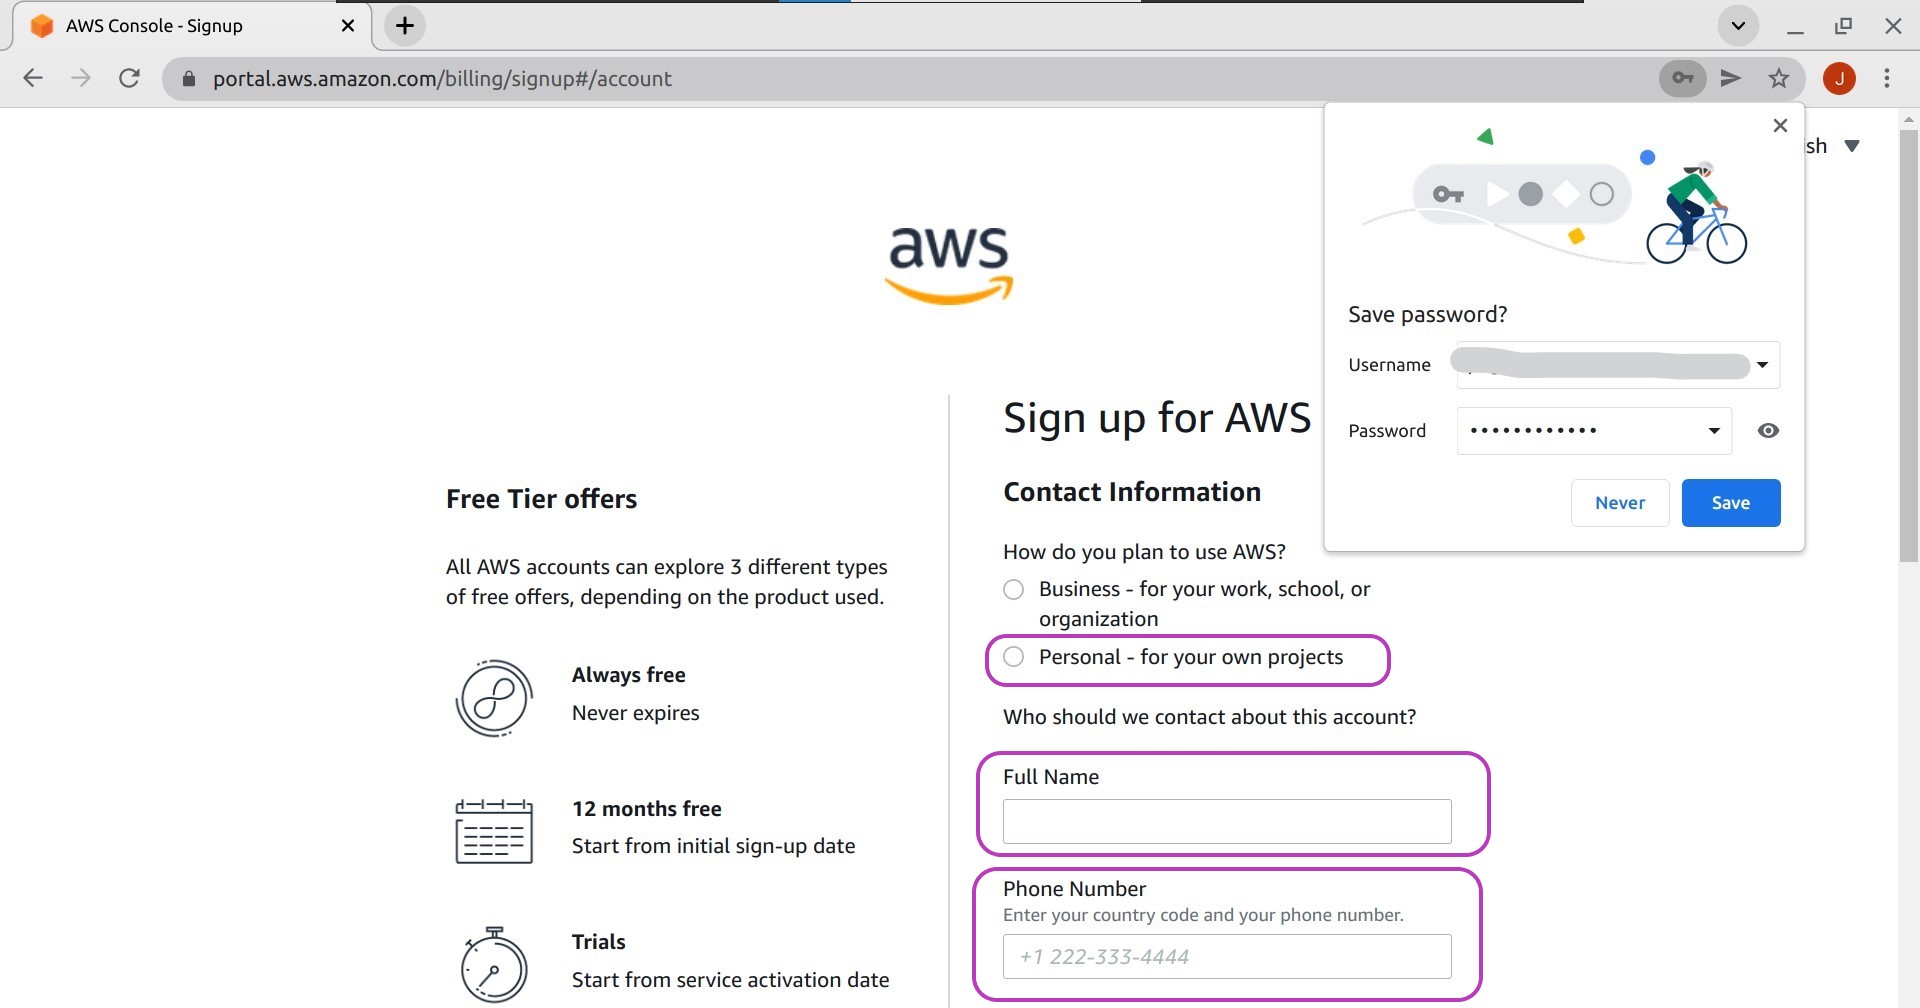 AWS Console - Signup
portal.aws.amazon.com/billing/signup#/account
J
ish
aws
Save password?
Username
Password
Never
Save
Free Tier offers
All AWS accounts can explore 3 different types
of free offers, depending on the product used.
Always free
Never expires
12 months free
Start from initial sign-up date
Trials
Start from service activation date
Sign up for AWS
Contact Information
How do you plan to use AWS?
Business - for your work, school, or
organization
Personal - for your own projects
Who should we contact about this account?
Full Name
Phone Number
Enter your country code and your phone number.
+1 222-333-4444